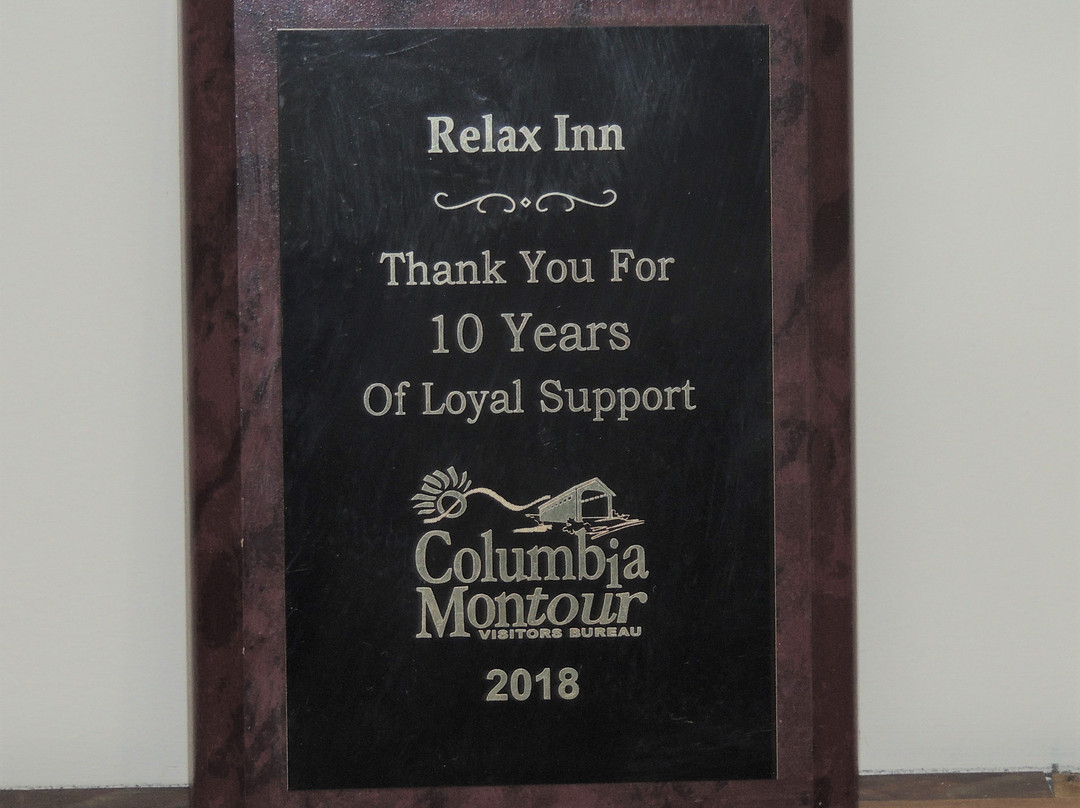 Relax Inn
Thank You For
10 Years
Of Loyal Support
Columbia
Montour
VISITORS BUREAU
2018